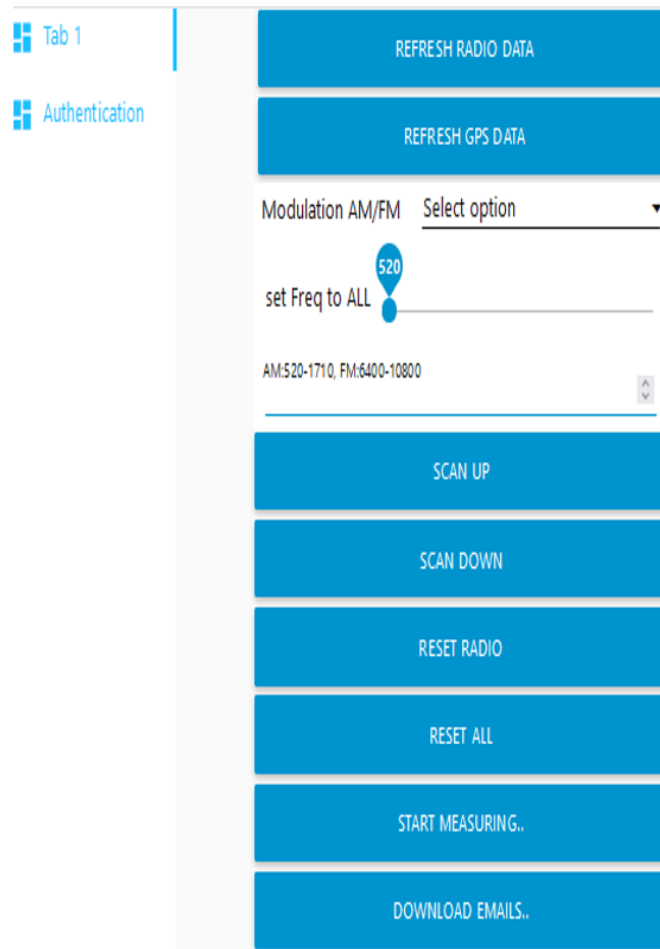 Tab 1
Authentication
REFRESH RADIO DATA
REFRESH GPS DATA
Modulation AM/FM Select option
520
set Freq to ALL
AM:520-1710, FM:6400-10800
SCAN UP
SCAN DOWN
RESET RADIO
RESET ALL
START MEASURING..
DOWNLOAD EMAILS..